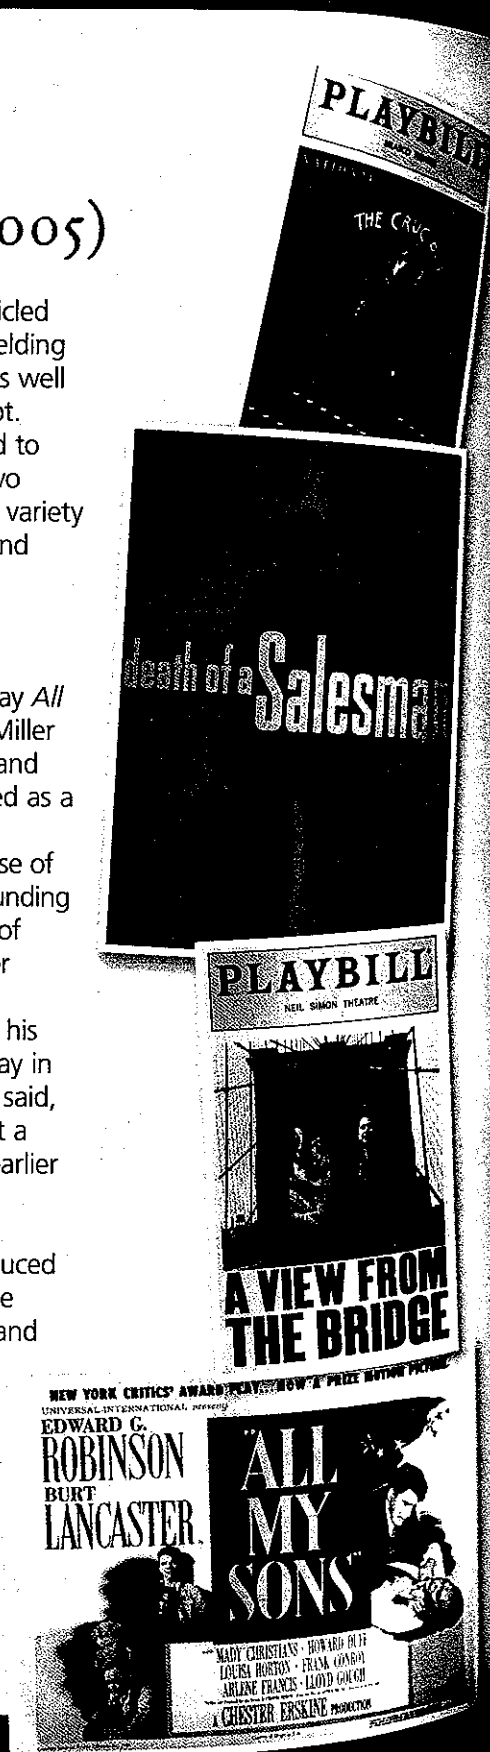 005)
icled
elding
s well
ot.
d to
vo
variety
nd
ay All
Miller
and
ed as a
se of
unding
of
er
his
ay in
said,
t a
arlier
uced
e
and
PLAYBILL
THE CRUC
death of a Salesma
PLAYBILL
NEIL SIMON THEATRE
A VIEW FROM
THE BRIDGE
NEW YORK CRITICS' AWARD PLAY... NOW A PRIZE MOTION PICTURE
UNIVERSAL-INTERNATIONAL presents
EDWARD G.
ROBINSON
BURT
LANCASTER
"ALL
MY
SONS"
MADY CHRISTIANS · HOWARD DUFF
LOUISA HORTON · FRANK CONROY
ARLENE FRANCIS · LLOYD GOUGH
A CHESTER ERSKINE PRODUCTION